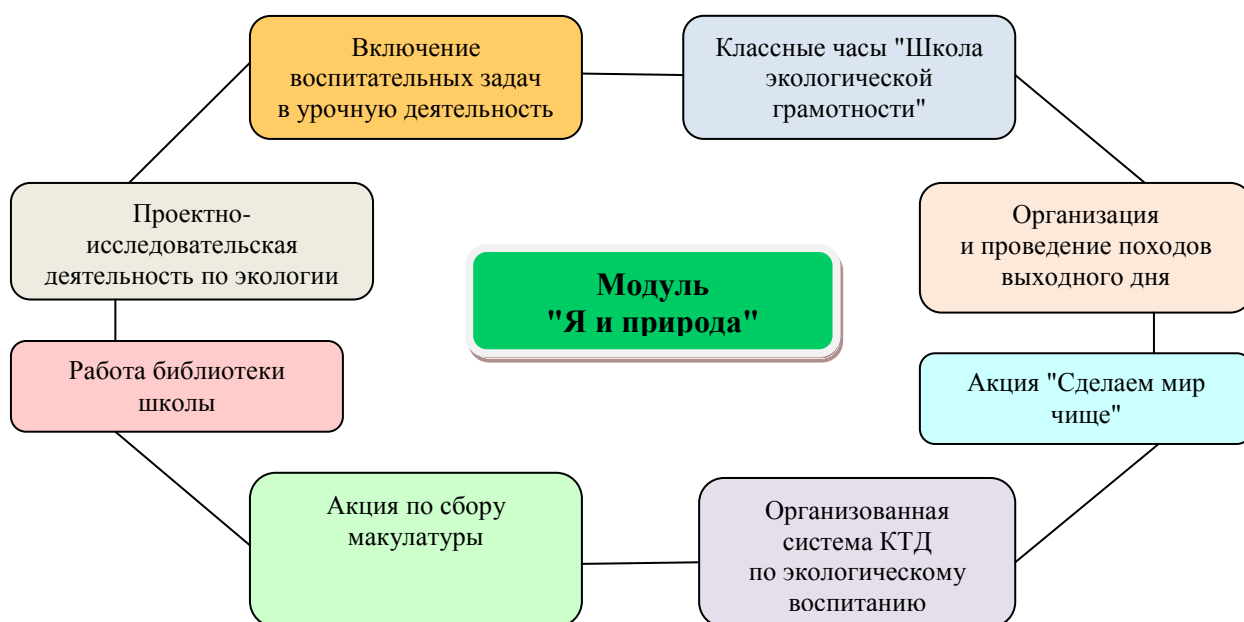 Включение
воспитательных задач
в урочную деятельность
Классные часы "Школа
экологической
грамотности"
Проектно-
исследовательская
деятельность по экологии
Организация
и проведение походов
выходного дня
Модуль
"Я и природа"
Работа библиотеки
школы
Акция "Сделаем мир
чище"
Акция по сбору
макулатуры
Организованная
система КТД
по экологическому
воспитанию